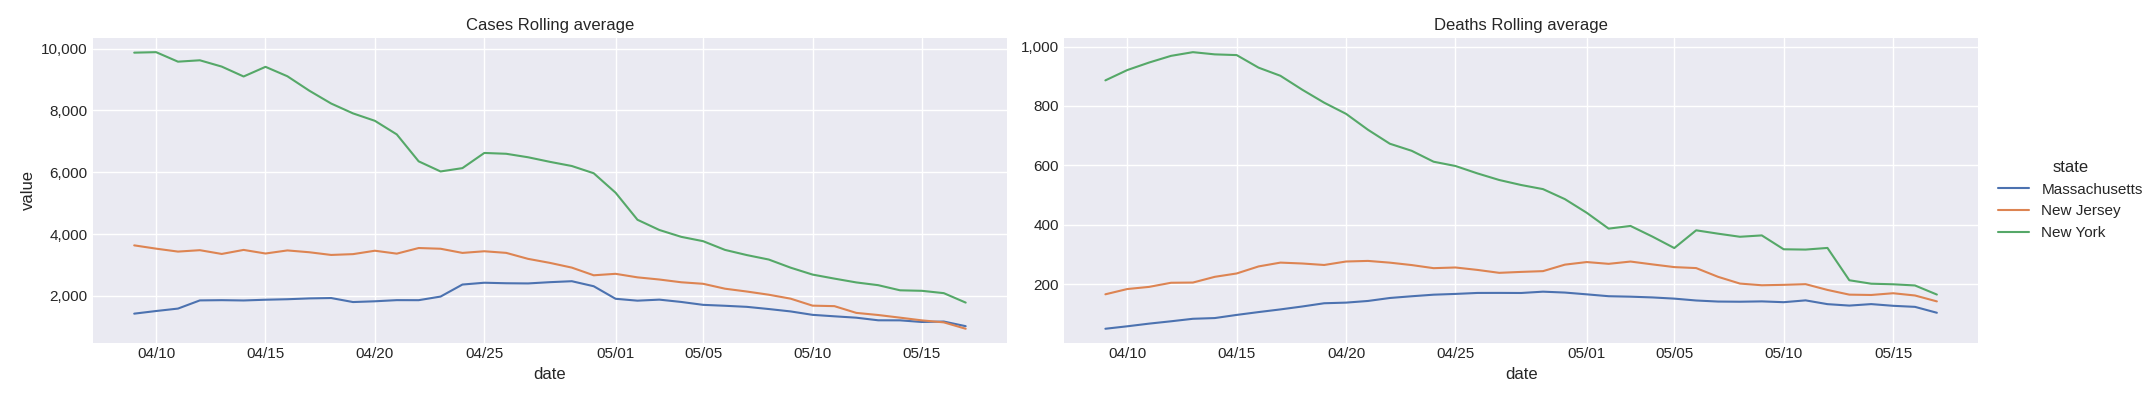 Cases Rolling average
10,000
8,000
6,000
4,000
2,000
value
04/10 04/15 04/20 04/25 05/01 05/05 05/10 05/15
date
Deaths Rolling average
1,000
800
600
400
200
04/10 04/15 04/20 04/25 05/01 05/05 05/10 05/15
date
state
Massachusetts
New Jersey
New York